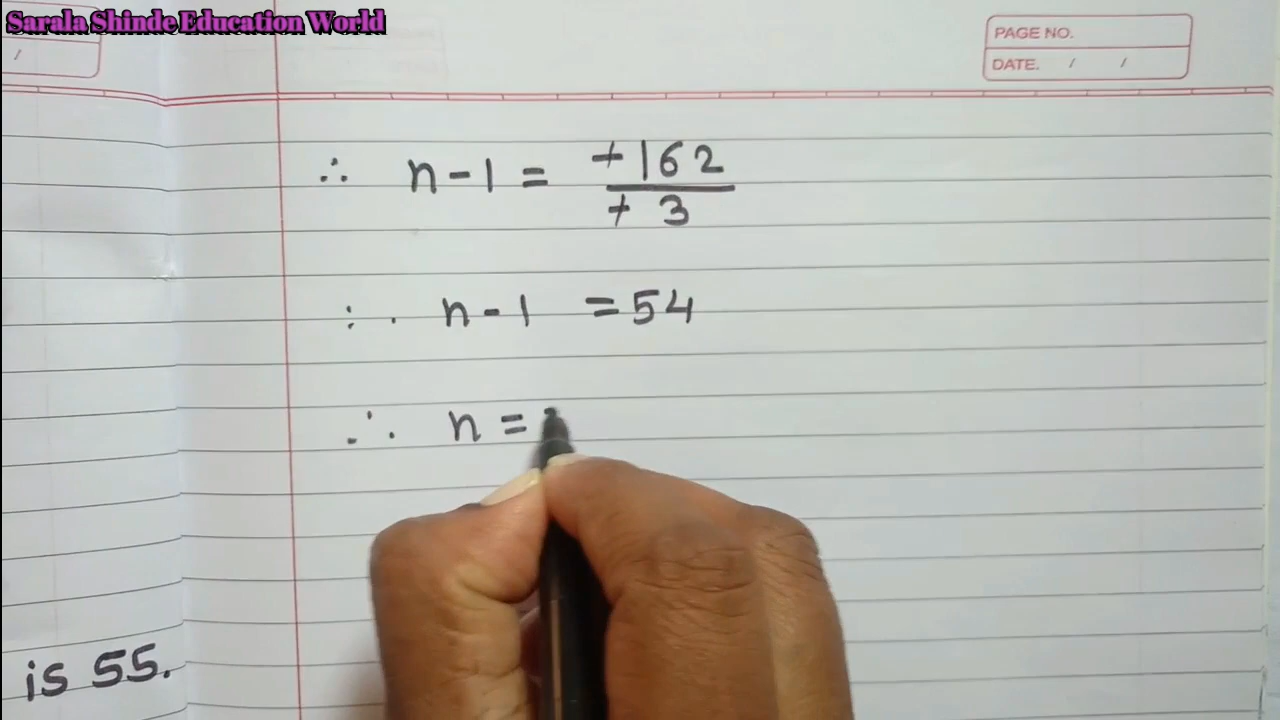 Sarala Shinde Education World
PAGE NO.
DATE. / /
/
∴ n - 1 = +162 / + 3
∴ n - 1 = 54
∴ n =
is 55.